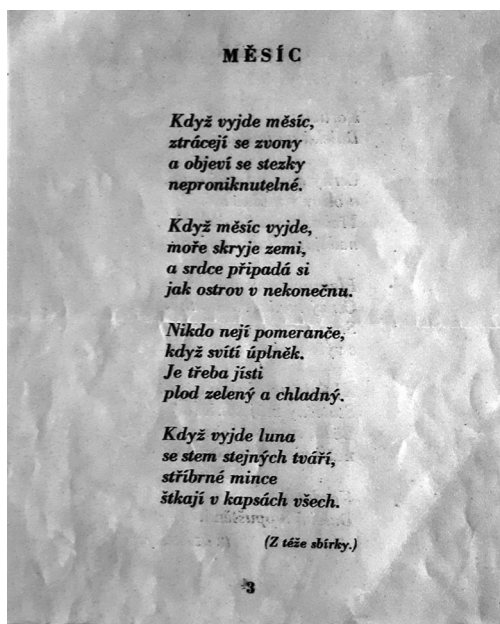 MĚSÍC
Když vyjde měsíc,
ztrácejí se zvony
a objeví se stezky
neproniknutelné.
Když měsíc vyjde,
moře skryje zemi,
a srdce připadá si
jak ostrov v nekonečnu.
Nikdo nejí pomeranče,
když svítí úplněk.
Je třeba jísti
plod zelený a chladný.
Když vyjde luna
se stem stejných tváří,
stříbrné mince
štkají v kapsách všech.
(Z téže sbírky.)
3